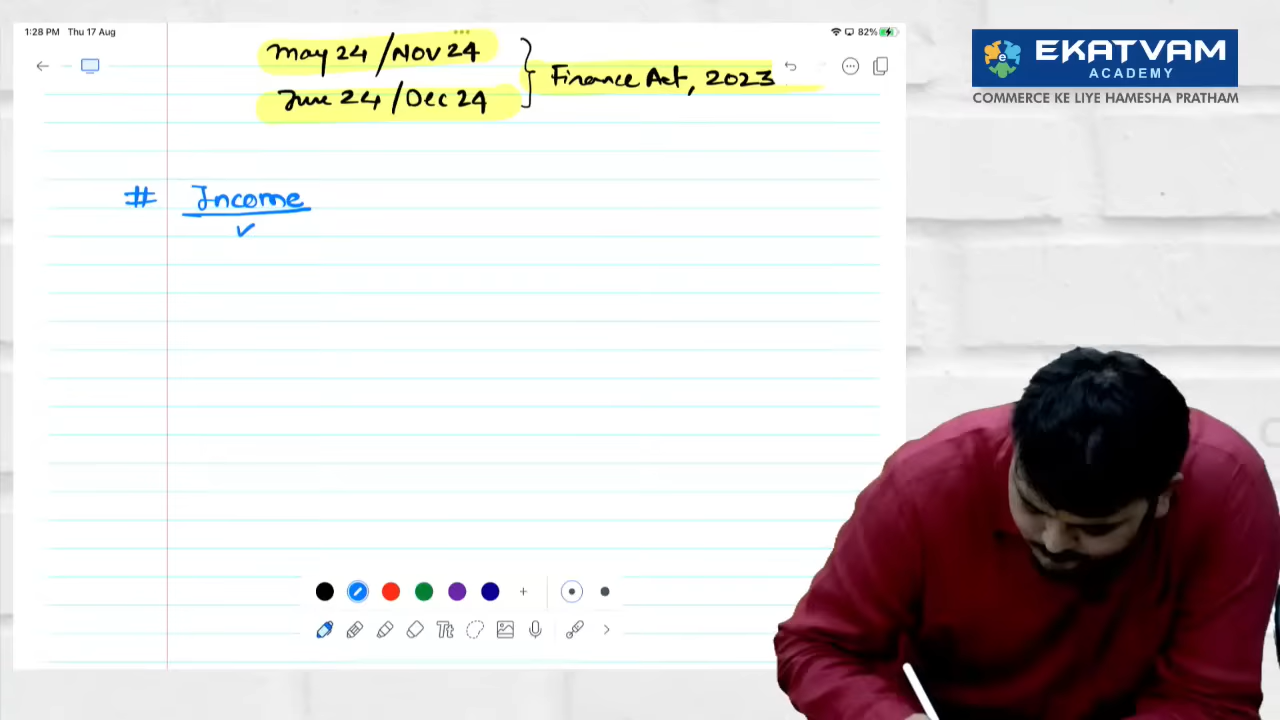 1:28 PM Thu 17 Aug
82%
May 24 / Nov 24
June 24 / Dec 24
Finance Act, 2023
# Income
Tt
e
EKATVAM
ACADEMY
COMMERCE KE LIYE HAMESHA PRATHAM